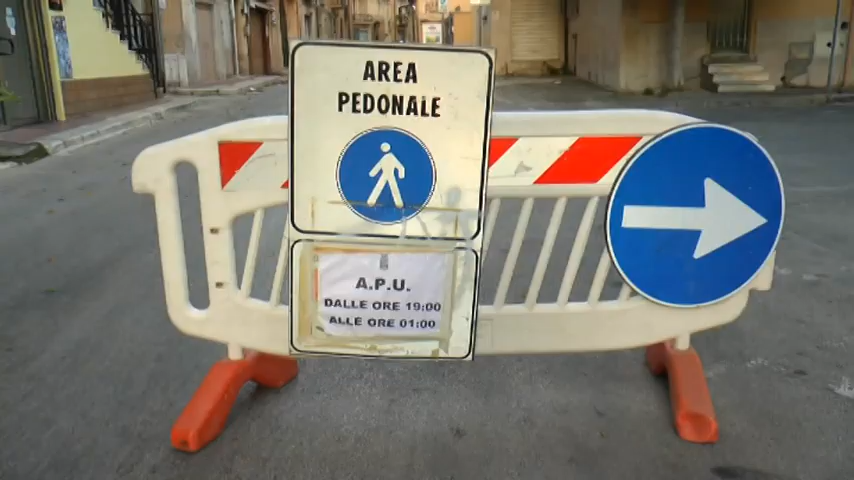 AREA
PEDONALE
A.P.U.
DALLE ORE 19:00
ALLE ORE 01:00